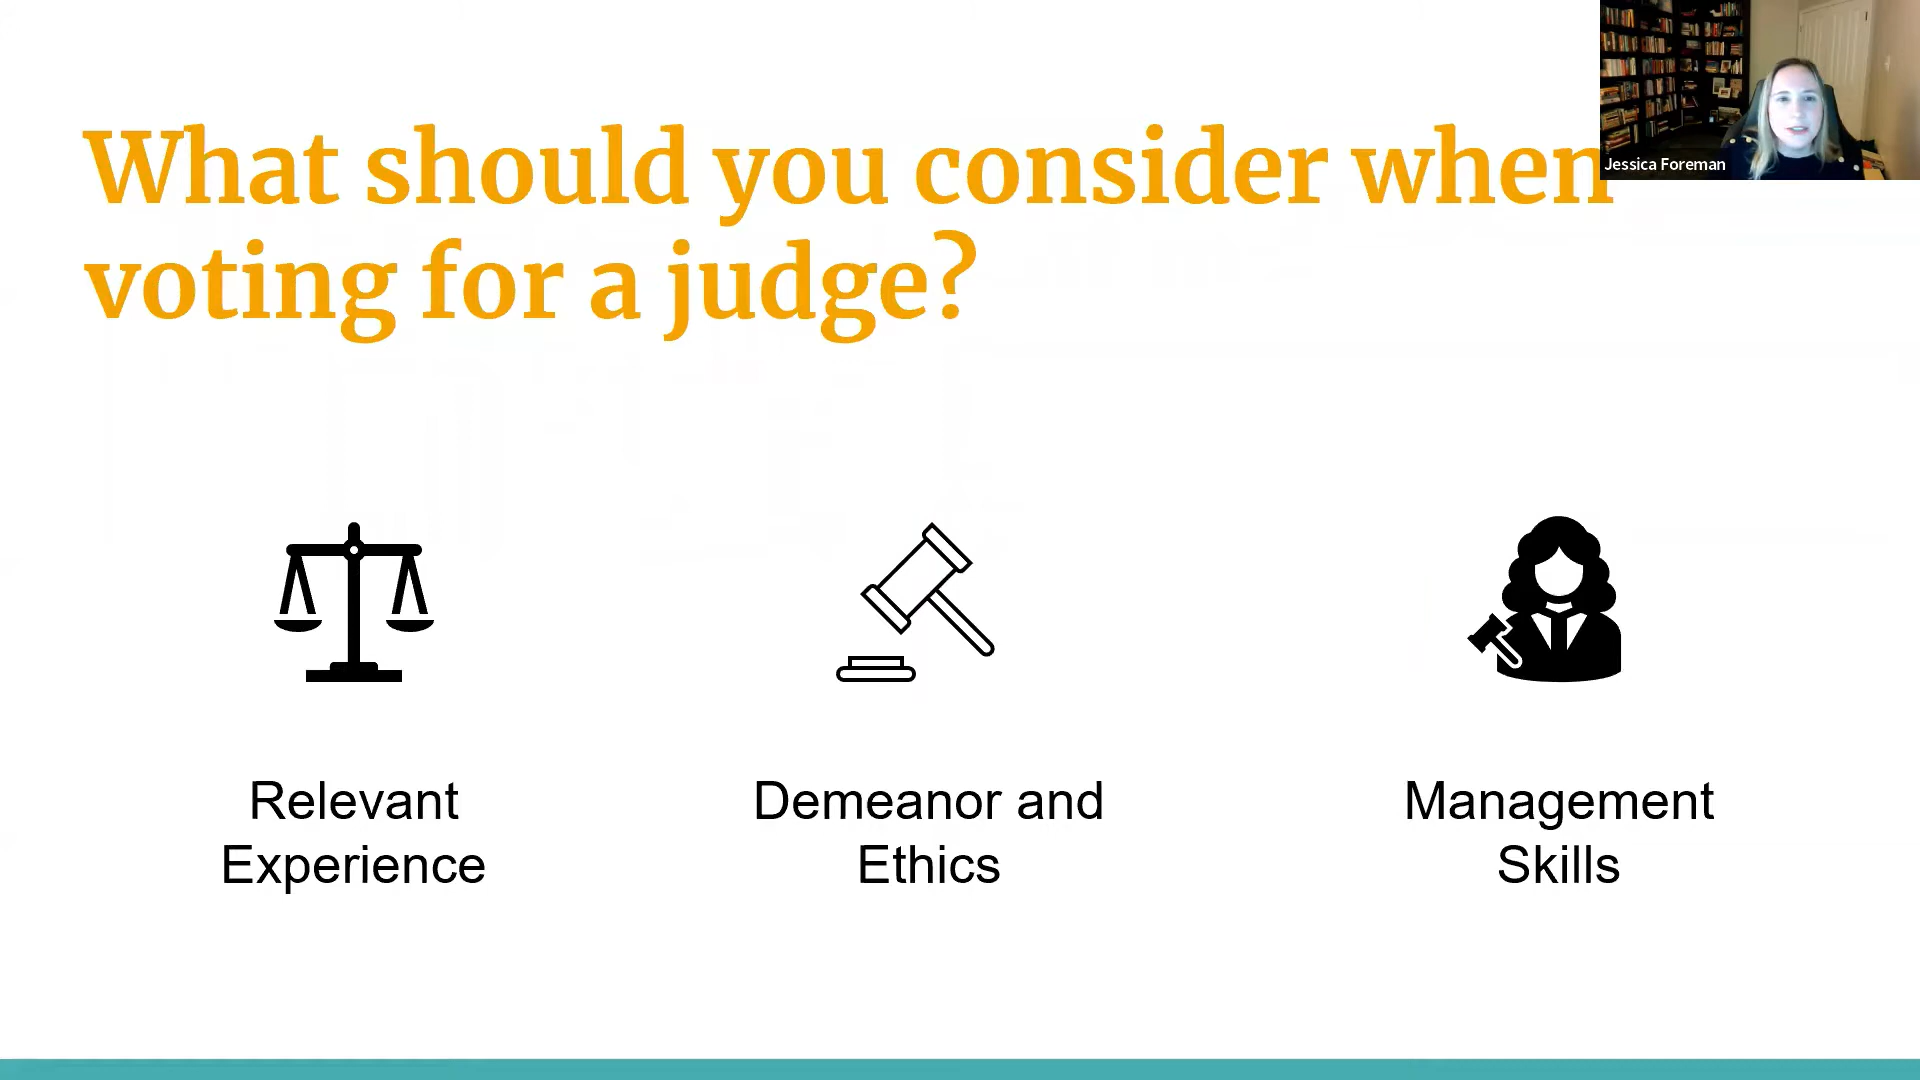 What should you consider when
voting for a judge?
Jessica Foreman
Relevant
Experience
Demeanor and
Ethics
Management
Skills